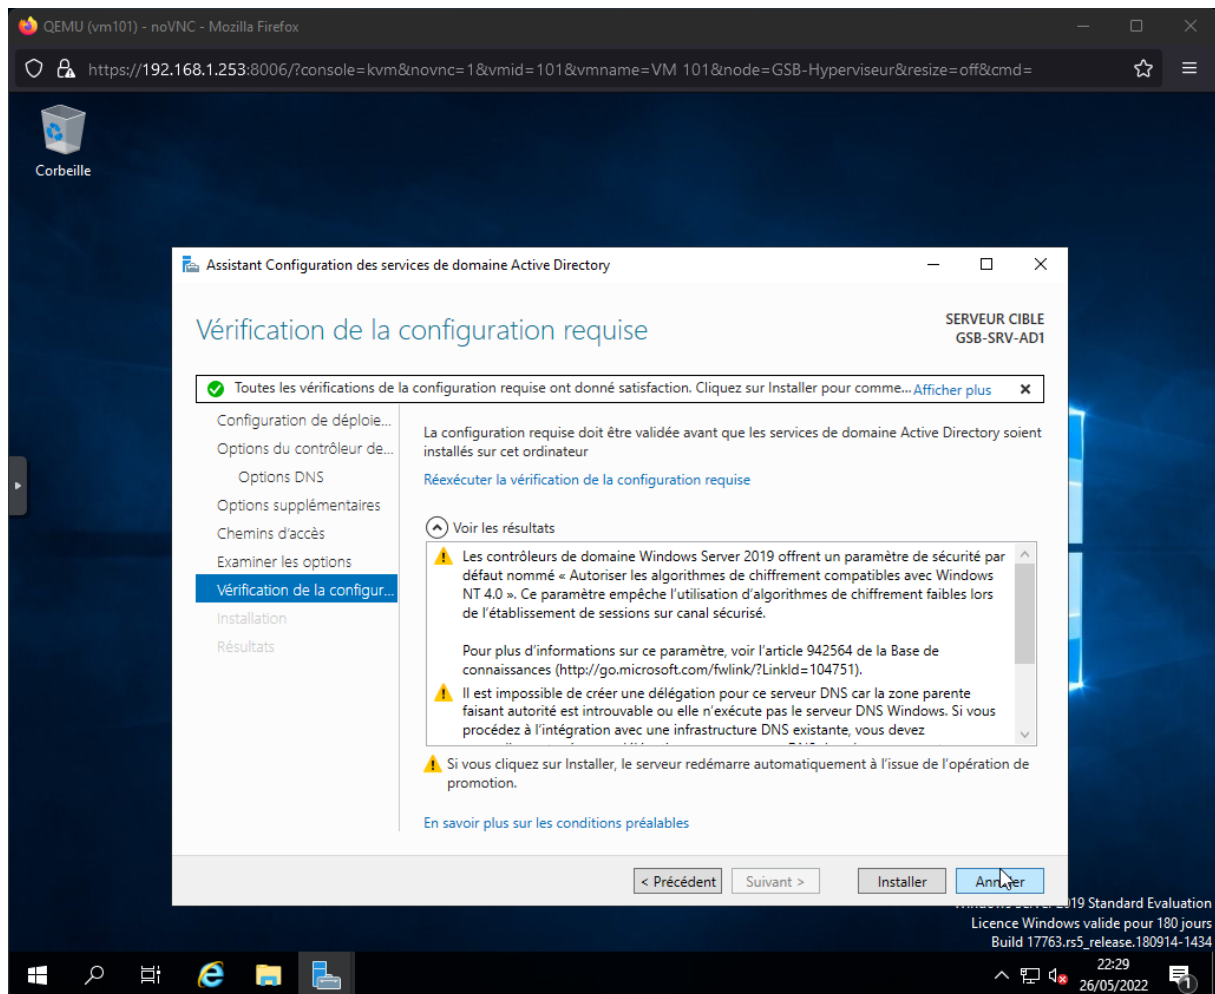 QEMU (vm101) - noVNC - Mozilla Firefox
https://192.168.1.253:8006/?console=kvm&novnc=1&vmid=101&vmname=VM 101&node=GSB-Hyperviseur&resize=off&cmd=
Corbeille
Assistant Configuration des services de domaine Active Directory
Vérification de la configuration requise
SERVEUR CIBLE
GSB-SRV-AD1
Toutes les vérifications de la configuration requise ont donné satisfaction. Cliquez sur Installer pour comme... Afficher plus
Configuration de déploie...
Options du contrôleur de...
Options DNS
Options supplémentaires
Chemins d'accès
Examiner les options
Vérification de la configur...
Installation
Résultats
La configuration requise doit être validée avant que les services de domaine Active Directory soient
installés sur cet ordinateur
Réexécuter la vérification de la configuration requise
Voir les résultats
Les contrôleurs de domaine Windows Server 2019 offrent un paramètre de sécurité par
défaut nommé « Autoriser les algorithmes de chiffrement compatibles avec Windows
NT 4.0 ». Ce paramètre empêche l'utilisation d'algorithmes de chiffrement faibles lors
de l'établissement de sessions sur canal sécurisé.
Pour plus d'informations sur ce paramètre, voir l'article 942564 de la Base de
connaissances (http://go.microsoft.com/fwlink/?LinkId=104751).
Il est impossible de créer une délégation pour ce serveur DNS car la zone parente
faisant autorité est introuvable ou elle n'exécute pas le serveur DNS Windows. Si vous
procédez à l'intégration avec une infrastructure DNS existante, vous devez
Si vous cliquez sur Installer, le serveur redémarre automatiquement à l'issue de l'opération de
promotion.
En savoir plus sur les conditions préalables
< Précédent
Suivant >
Installer
Annuler
19 Standard Evaluation
Licence Windows valide pour 180 jours
Build 17763.rs5_release.180914-1434
22:29
26/05/2022
1